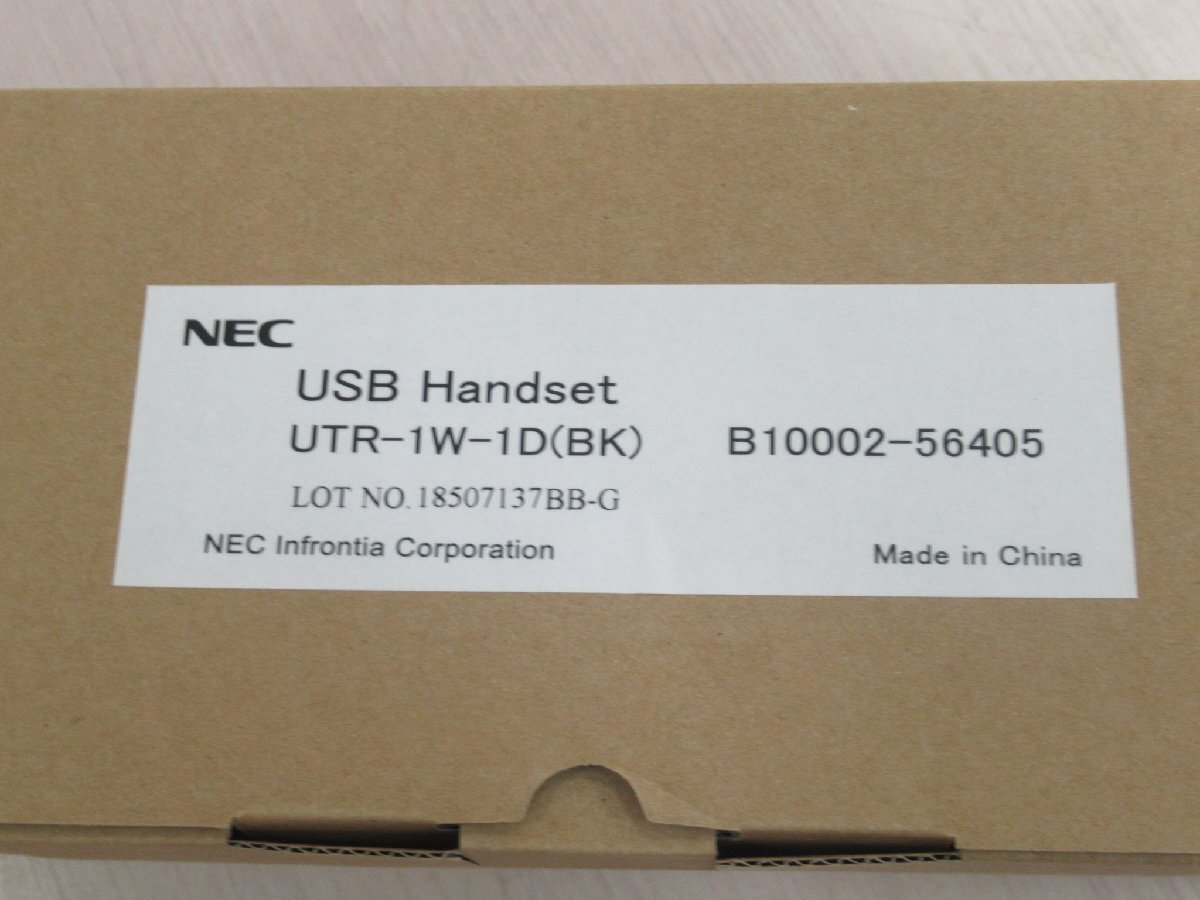 NEC
USB Handset
UTR-1W-1D(BK) B10002-56405
LOT NO. 18507137BB-G
NEC Infrontia Corporation Made in China